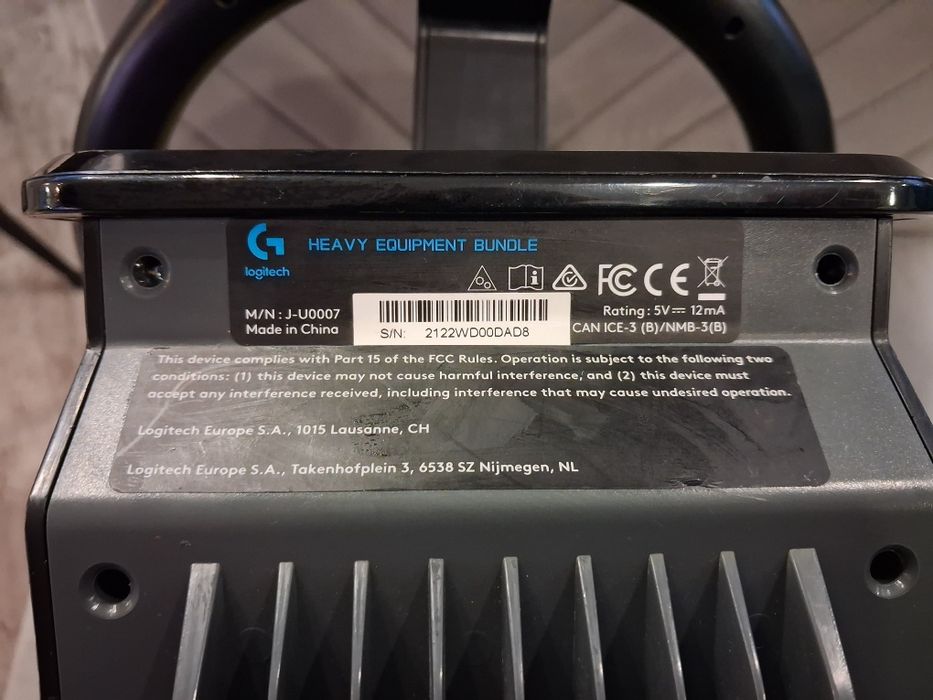 logitech
HEAVY EQUIPMENT BUNDLE
FC CE
M/N : J-U0007
Made in China
S/N: 2122WD00DAD8
Rating : 5V⎓ 12mA
CAN ICE-3 (B)/NMB-3(B)
This device complies with Part 15 of the FCC Rules. Operation is subject to the following two
conditions: (1) this device may not cause harmful interference, and (2) this device must
accept any interference received, including interference that may cause undesired operation.
Logitech Europe S.A., 1015 Lausanne, CH
Logitech Europe S.A., Takenhofplein 3, 6538 SZ Nijmegen, NL